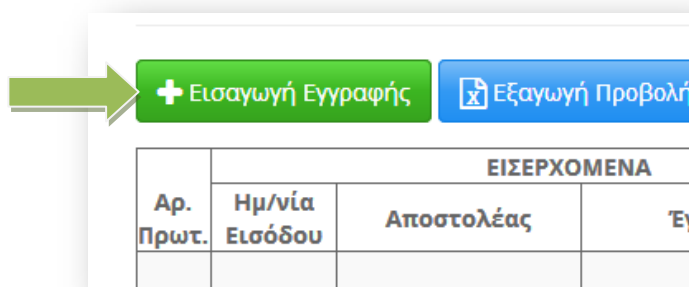 Εισαγωγή Εγγραφής
Εξαγωγή Προβολή
ΕΙΣΕΡΧΟΜΕΝΑ
Αρ. Πρωτ.
Ημ/νία Εισόδου
Αποστολέας